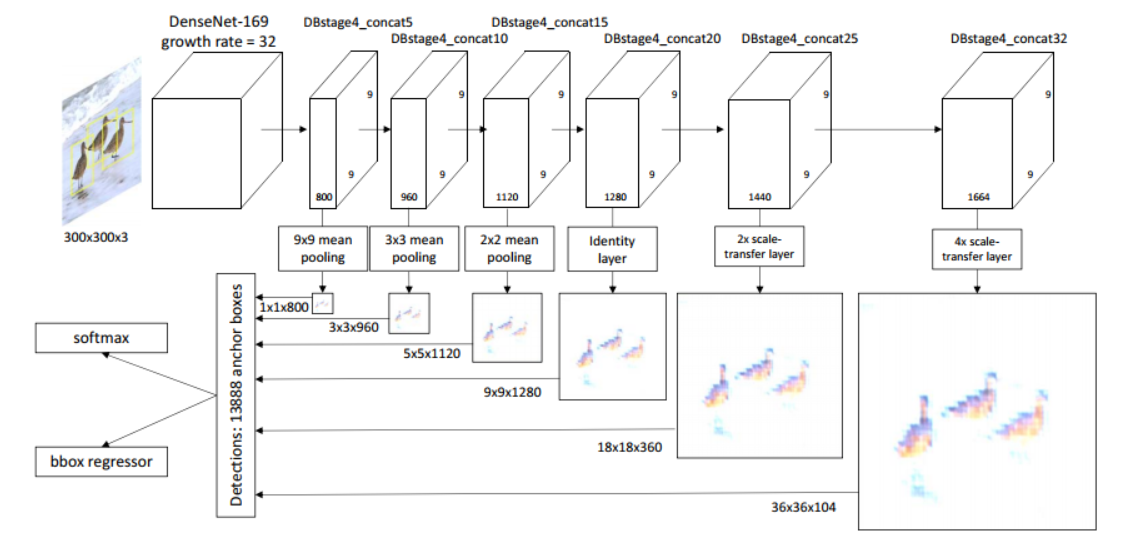 DenseNet-169
growth rate = 32
DBstage4_concat5
DBstage4_concat10
DBstage4_concat15
DBstage4_concat20
DBstage4_concat25
DBstage4_concat32
9
9
9
9
9
9
9
9
9
9
9
9
800
960
1120
1280
1440
1664
300x300x3
9x9 mean
pooling
3x3 mean
pooling
2x2 mean
pooling
Identity
layer
2x scale-
transfer layer
4x scale-
transfer layer
1x1x800
3x3x960
5x5x1120
9x9x1280
18x18x360
36x36x104
Detections: 13888 anchor boxes
softmax
bbox regressor